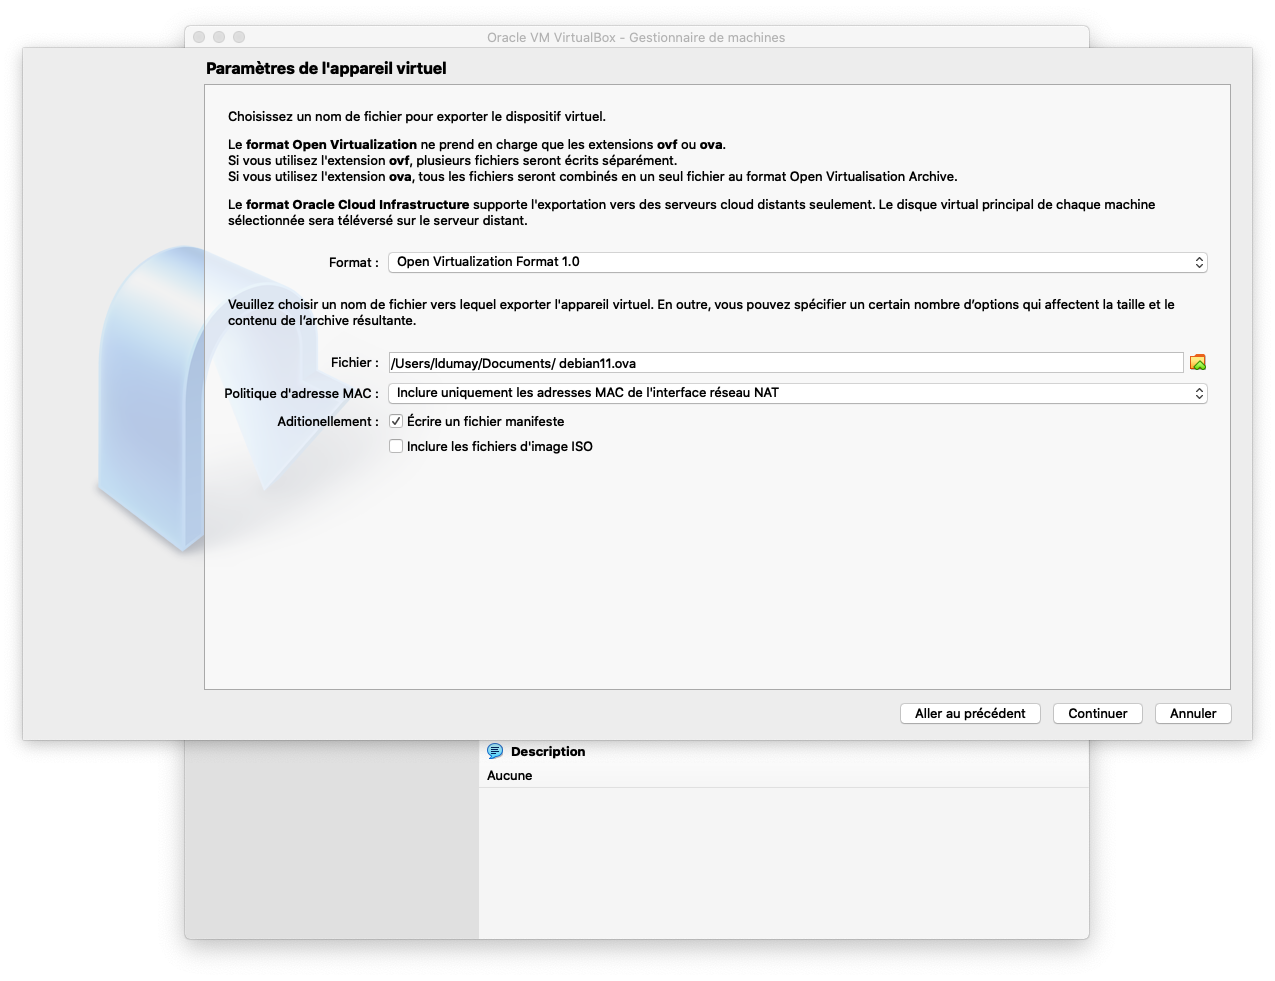 Oracle VM VirtualBox - Gestionnaire de machines
Paramètres de l'appareil virtuel
Choisissez un nom de fichier pour exporter le dispositif virtuel.
Le format Open Virtualization ne prend en charge que les extensions ovf ou ova.
Si vous utilisez l'extension ovf, plusieurs fichiers seront écrits séparément.
Si vous utilisez l'extension ova, tous les fichiers seront combinés en un seul fichier au format Open Virtualisation Archive.
Le format Oracle Cloud Infrastructure supporte l'exportation vers des serveurs cloud distants seulement. Le disque virtual principal de chaque machine
sélectionnée sera téléversé sur le serveur distant.
Format : Open Virtualization Format 1.0
Veuillez choisir un nom de fichier vers lequel exporter l'appareil virtuel. En outre, vous pouvez spécifier un certain nombre d’options qui affectent la taille et le
contenu de l’archive résultante.
Fichier : /Users/ldumay/Documents/ debian11.ova
Politique d'adresse MAC : Inclure uniquement les adresses MAC de l'interface réseau NAT
Aditionellement : Écrire un fichier manifeste
Inclure les fichiers d'image ISO
Aller au précédent Continuer Annuler
Description
Aucune